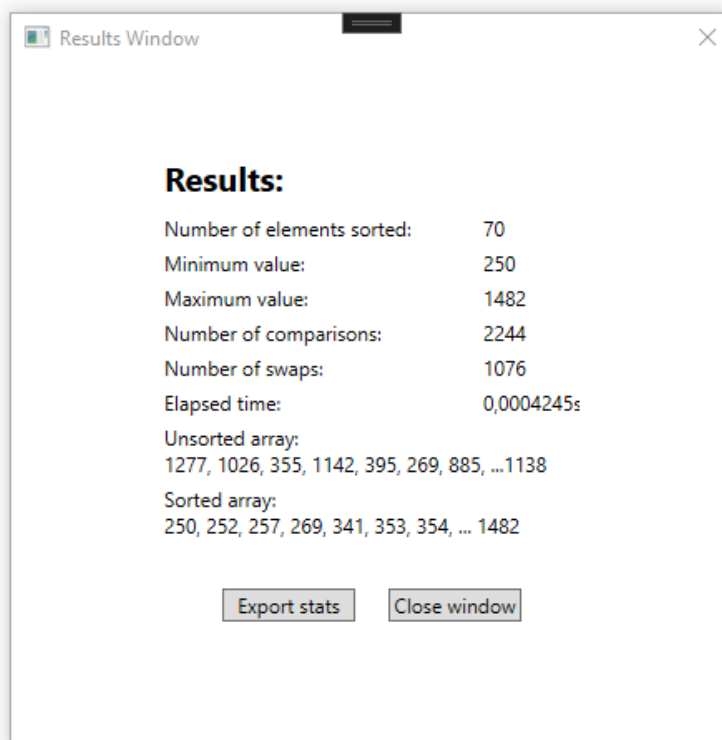 Results Window
Results:
Number of elements sorted: 70
Minimum value: 250
Maximum value: 1482
Number of comparisons: 2244
Number of swaps: 1076
Elapsed time: 0,0004245s
Unsorted array:
1277, 1026, 355, 1142, 395, 269, 885, ...1138
Sorted array:
250, 252, 257, 269, 341, 353, 354, ... 1482
Export stats Close window